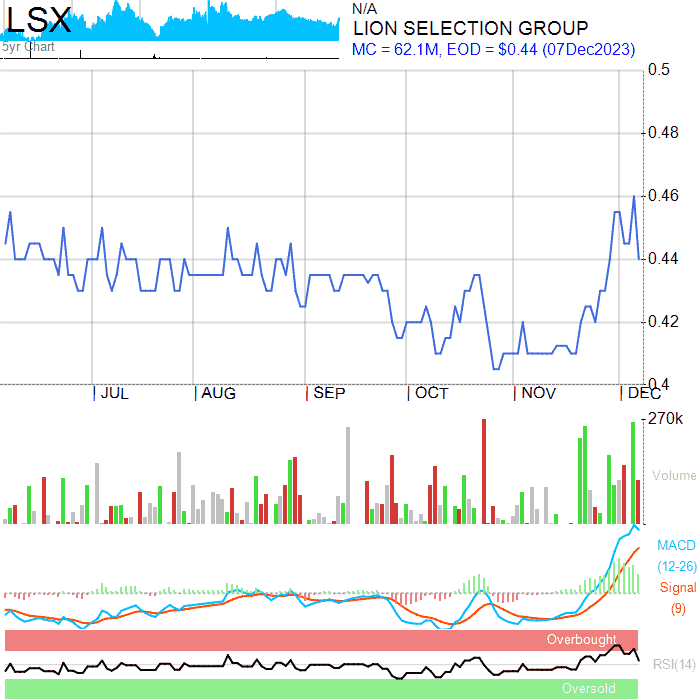 LSX
5yr Chart
N/A
LION SELECTION GROUP
MC = 62.1M, EOD = $0.44 (07Dec2023)
0.5
0.48
0.46
0.44
0.42
0.4
JUL AUG SEP OCT NOV DEC
270k
Volume
MACD
(12-26)
Signal
(9)
Overbought
RSI(14)
Oversold